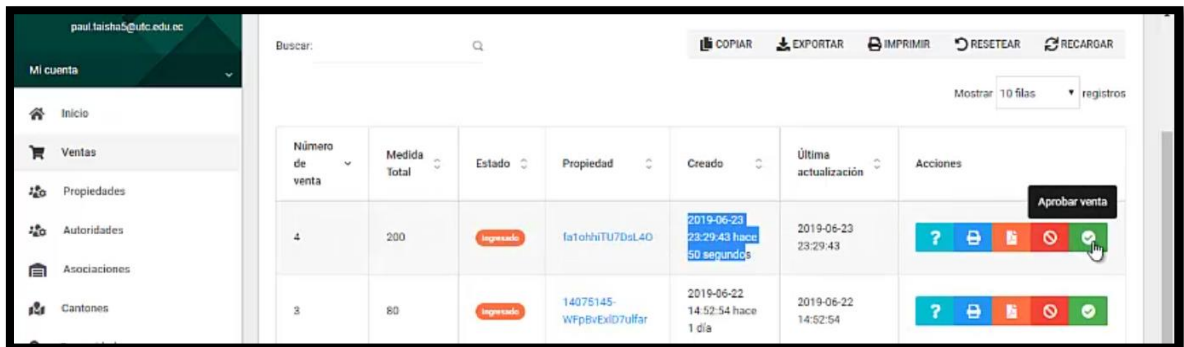 paul.taisha5@utc.edu.ec
Mi cuenta
Inicio
Ventas
Propiedades
Autoridades
Asociaciones
Cantones
Buscar:
COPIAR EXPORTAR IMPRIMIR RESETEAR RECARGAR
Mostrar 10 filas registros
Número de venta Medida Total Estado Propiedad Creado Última actualización Acciones
Aprobar venta
4 200 Ingresado fa1ohhiTU7DsL4O 2019-06-23 23:29:43 hace 50 segundos 2019-06-23 23:29:43 ?
3 80 Ingresado 14075145-WFpBvExlD7ulfar 2019-06-22 14:52:54 hace 1 día 2019-06-22 14:52:54 ?